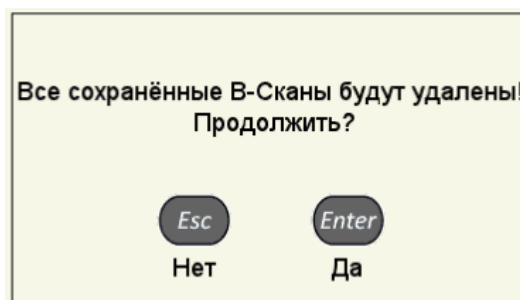 Все сохранённые В-Сканы будут удалены!
Продолжить?
Esc Enter
Нет Да